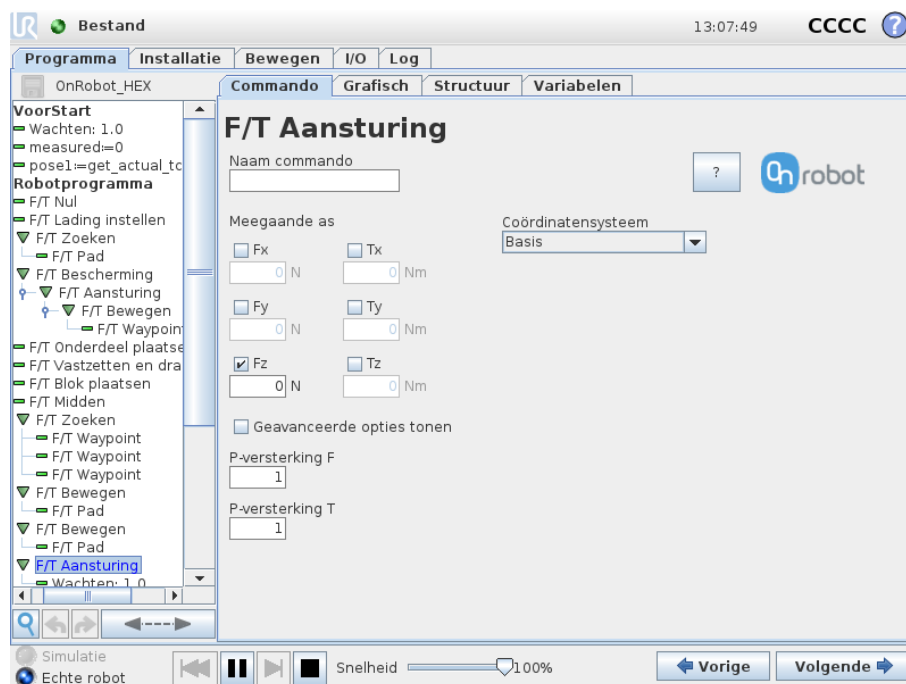 Bestand 13:07:49 CCCC ?
Programma Installatie Bewegen I/O Log
OnRobot_HEX Commando Grafisch Structuur Variabelen
VoorStart
Wachten: 1.0
measured:=0
pose1:=get_actual_tc
Robotprogramma
F/T Nul
F/T Lading instellen
F/T Zoeken
F/T Pad
F/T Bescherming
F/T Aansturing
F/T Bewegen
F/T Waypoin
F/T Onderdeel plaatse
F/T Vastzetten en dra
F/T Blok plaatsen
F/T Midden
F/T Zoeken
F/T Waypoint
F/T Waypoint
F/T Waypoint
F/T Bewegen
F/T Pad
F/T Bewegen
F/T Pad
F/T Aansturing
Wachten: 1.0
F/T Aansturing
Naam commando
? On robot
Meegaande as Coördinatensysteem
Basis
Fx Tx
0 N 0 Nm
Fy Ty
0 N 0 Nm
Fz Tz
0 N 0 Nm
Geavanceerde opties tonen
P-versterking F
1
P-versterking T
1
Simulatie
Echte robot
Snelheid 100% Vorige Volgende